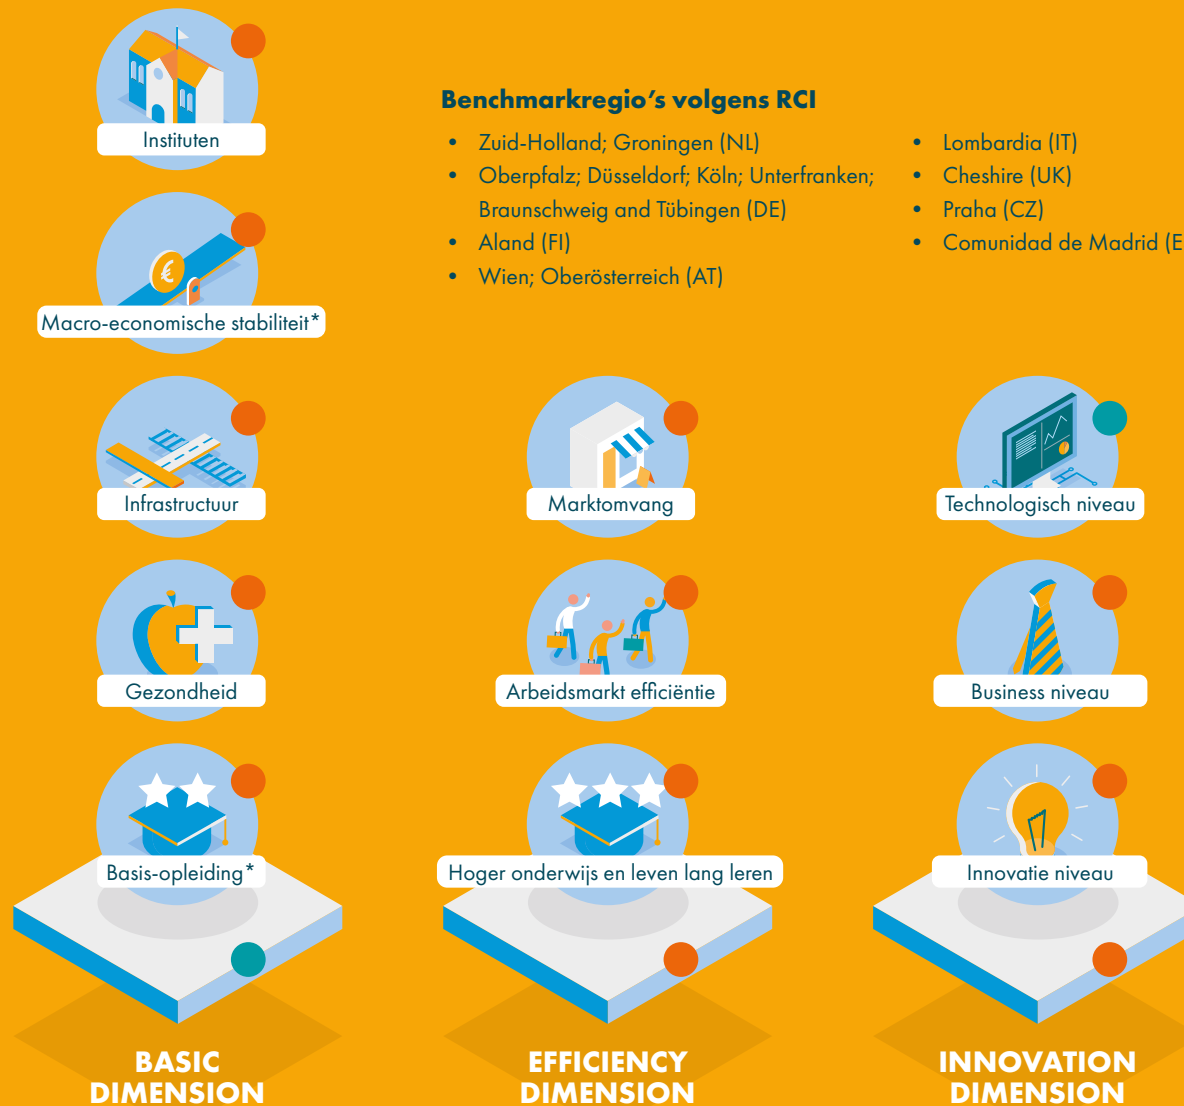 Instituten
Macro-economische stabiliteit*
Infrastructuur
Gezondheid
Basis-opleiding*
BASIC
DIMENSION
Benchmarkregio’s volgens RCI
• Zuid-Holland; Groningen (NL)
• Oberpfalz; Düsseldorf; Köln; Unterfranken;
Braunschweig and Tübingen (DE)
• Aland (FI)
• Wien; Oberösterreich (AT)
• Lombardia (IT)
• Cheshire (UK)
• Praha (CZ)
• Comunidad de Madrid (E
€
Marktomvang
Arbeidsmarkt efficiëntie
Hoger onderwijs en leven lang leren
EFFICIENCY
DIMENSION
Technologisch niveau
Business niveau
Innovatie niveau
INNOVATION
DIMENSION